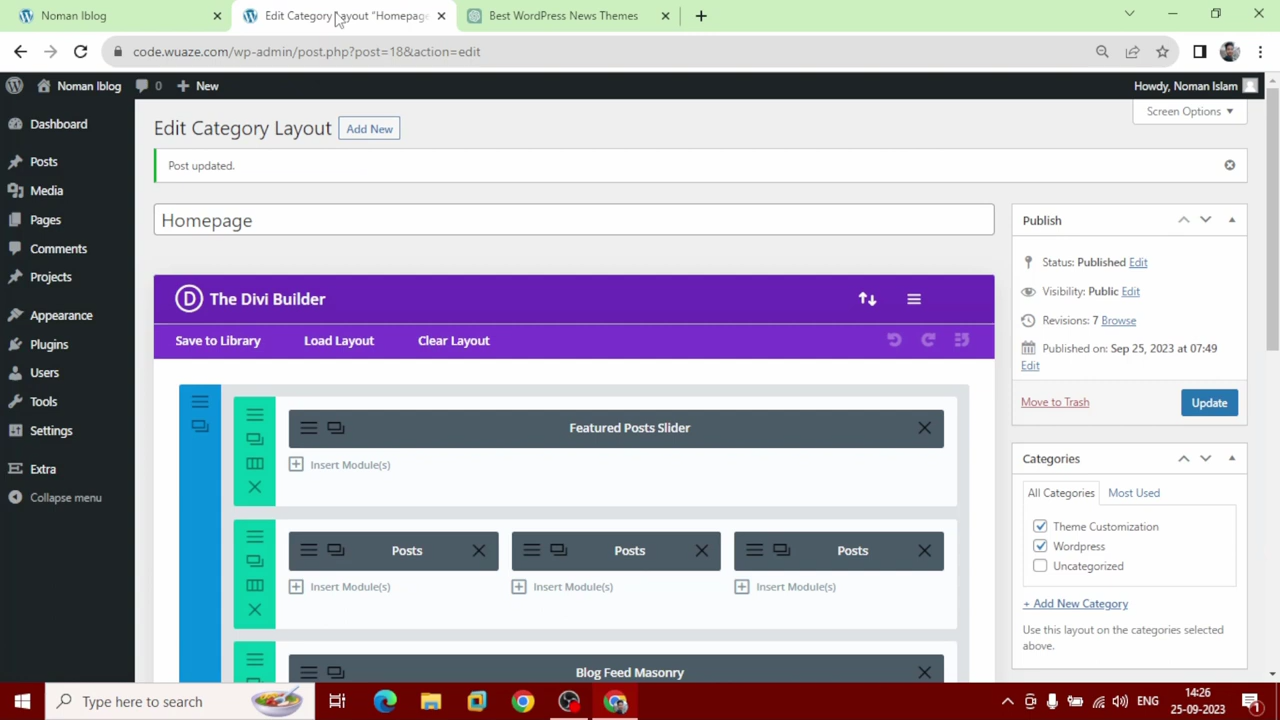 Noman Iblog
Edit Category Layout "Homepage
Best WordPress News Themes
code.wuaze.com/wp-admin/post.php?post=18&action=edit
Noman Iblog
0
New
Howdy, Noman Islam
Dashboard
Posts
Media
Pages
Comments
Projects
Appearance
Plugins
Users
Tools
Settings
Extra
Collapse menu
Screen Options
Edit Category Layout
Add New
Post updated.
Homepage
D The Divi Builder
Save to Library
Load Layout
Clear Layout
Featured Posts Slider
Insert Module(s)
Posts
Posts
Posts
Insert Module(s)
Insert Module(s)
Insert Module(s)
Blog Feed Masonry
Publish
Status: Published Edit
Visibility: Public Edit
Revisions: 7 Browse
Published on: Sep 25, 2023 at 07:49
Edit
Move to Trash
Update
Categories
All Categories
Most Used
Theme Customization
Wordpress
Uncategorized
+ Add New Category
Use this layout on the categories selected
above.
Type here to search
ENG
14:26
25-09-2023
1